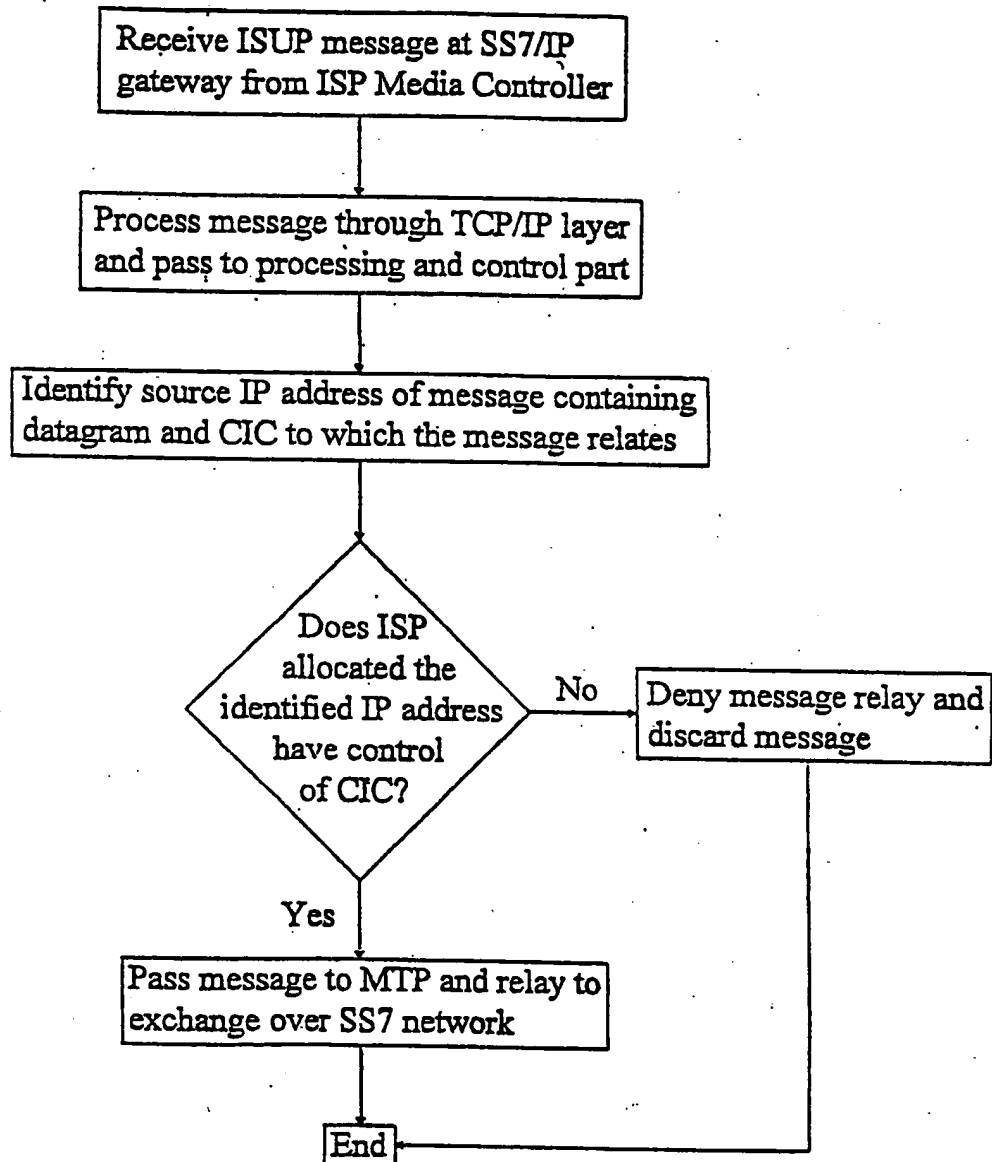 Receive ISUP message at SS7/IP
gateway from ISP Media Controller
Process message through TCP/IP layer
and pass to processing and control part
Identify source IP address of message containing
datagram and CIC to which the message relates
Does ISP
allocated the
identified IP address
have control
of CIC?
No
Deny message relay and
discard message
Yes
Pass message to MTP and relay to
exchange over SS7 network
End